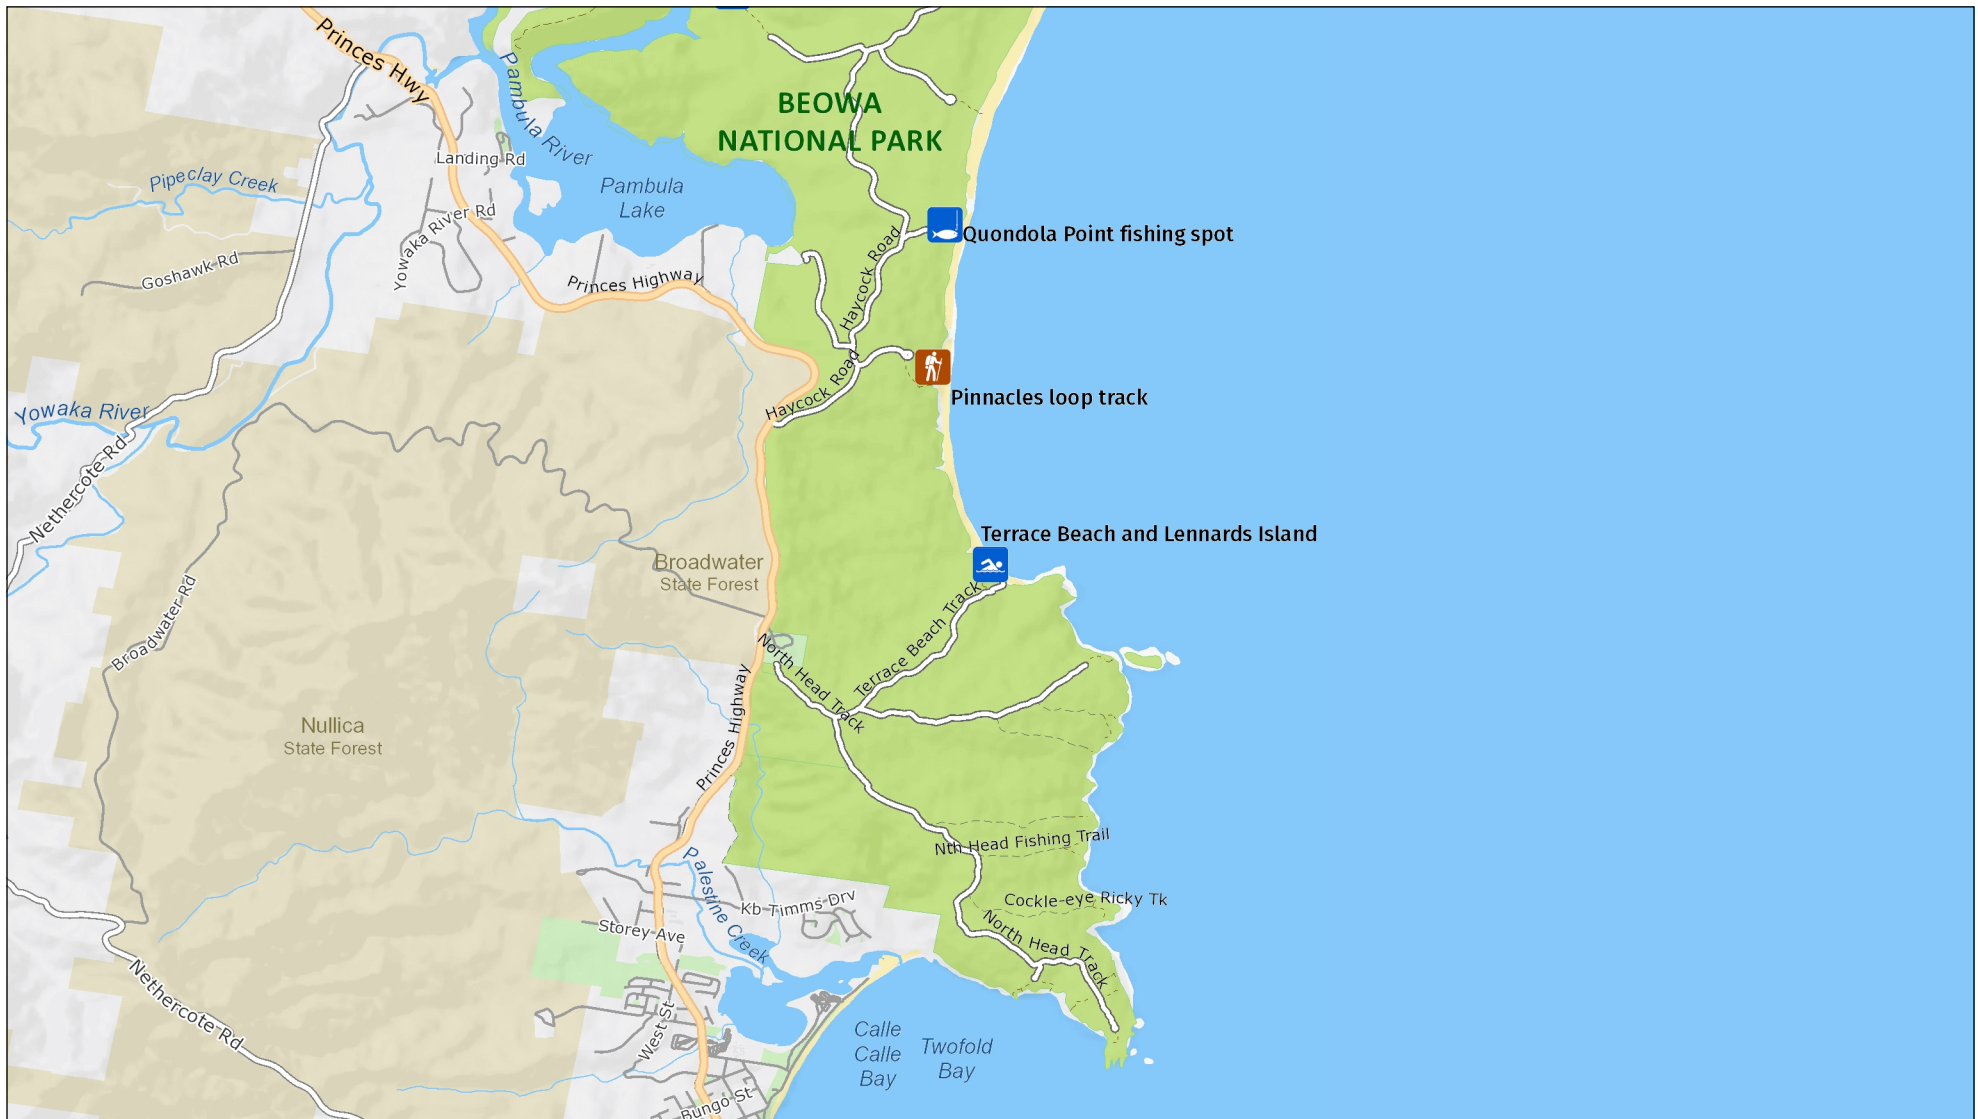 Princes Hwy
Pambula River
BEOWA
NATIONAL PARK
Landing Rd
Pipeclay Creek
Pambula
Lake
Yowaka River Rd
Quondola Point fishing spot
Haycock Road
Goshawk Rd
Princes Highway
Haycock Road
Pinnacles loop track
Yowaka River
Nethercote Rd
Terrace Beach and Lennards Island
Broadwater
State Forest
Broadwater Rd
Terrace Beach Track
North Head Track
Princes Highway
Nullica
State Forest
Nth Head Fishing Trail
Palestine Creek
Kb Timms Drv
Cockle-eye Ricky Tk
Storey Ave
North Head Track
Nethercote Rd
West St
Calle
Calle
Bay
Twofold
Bay
Bungo St